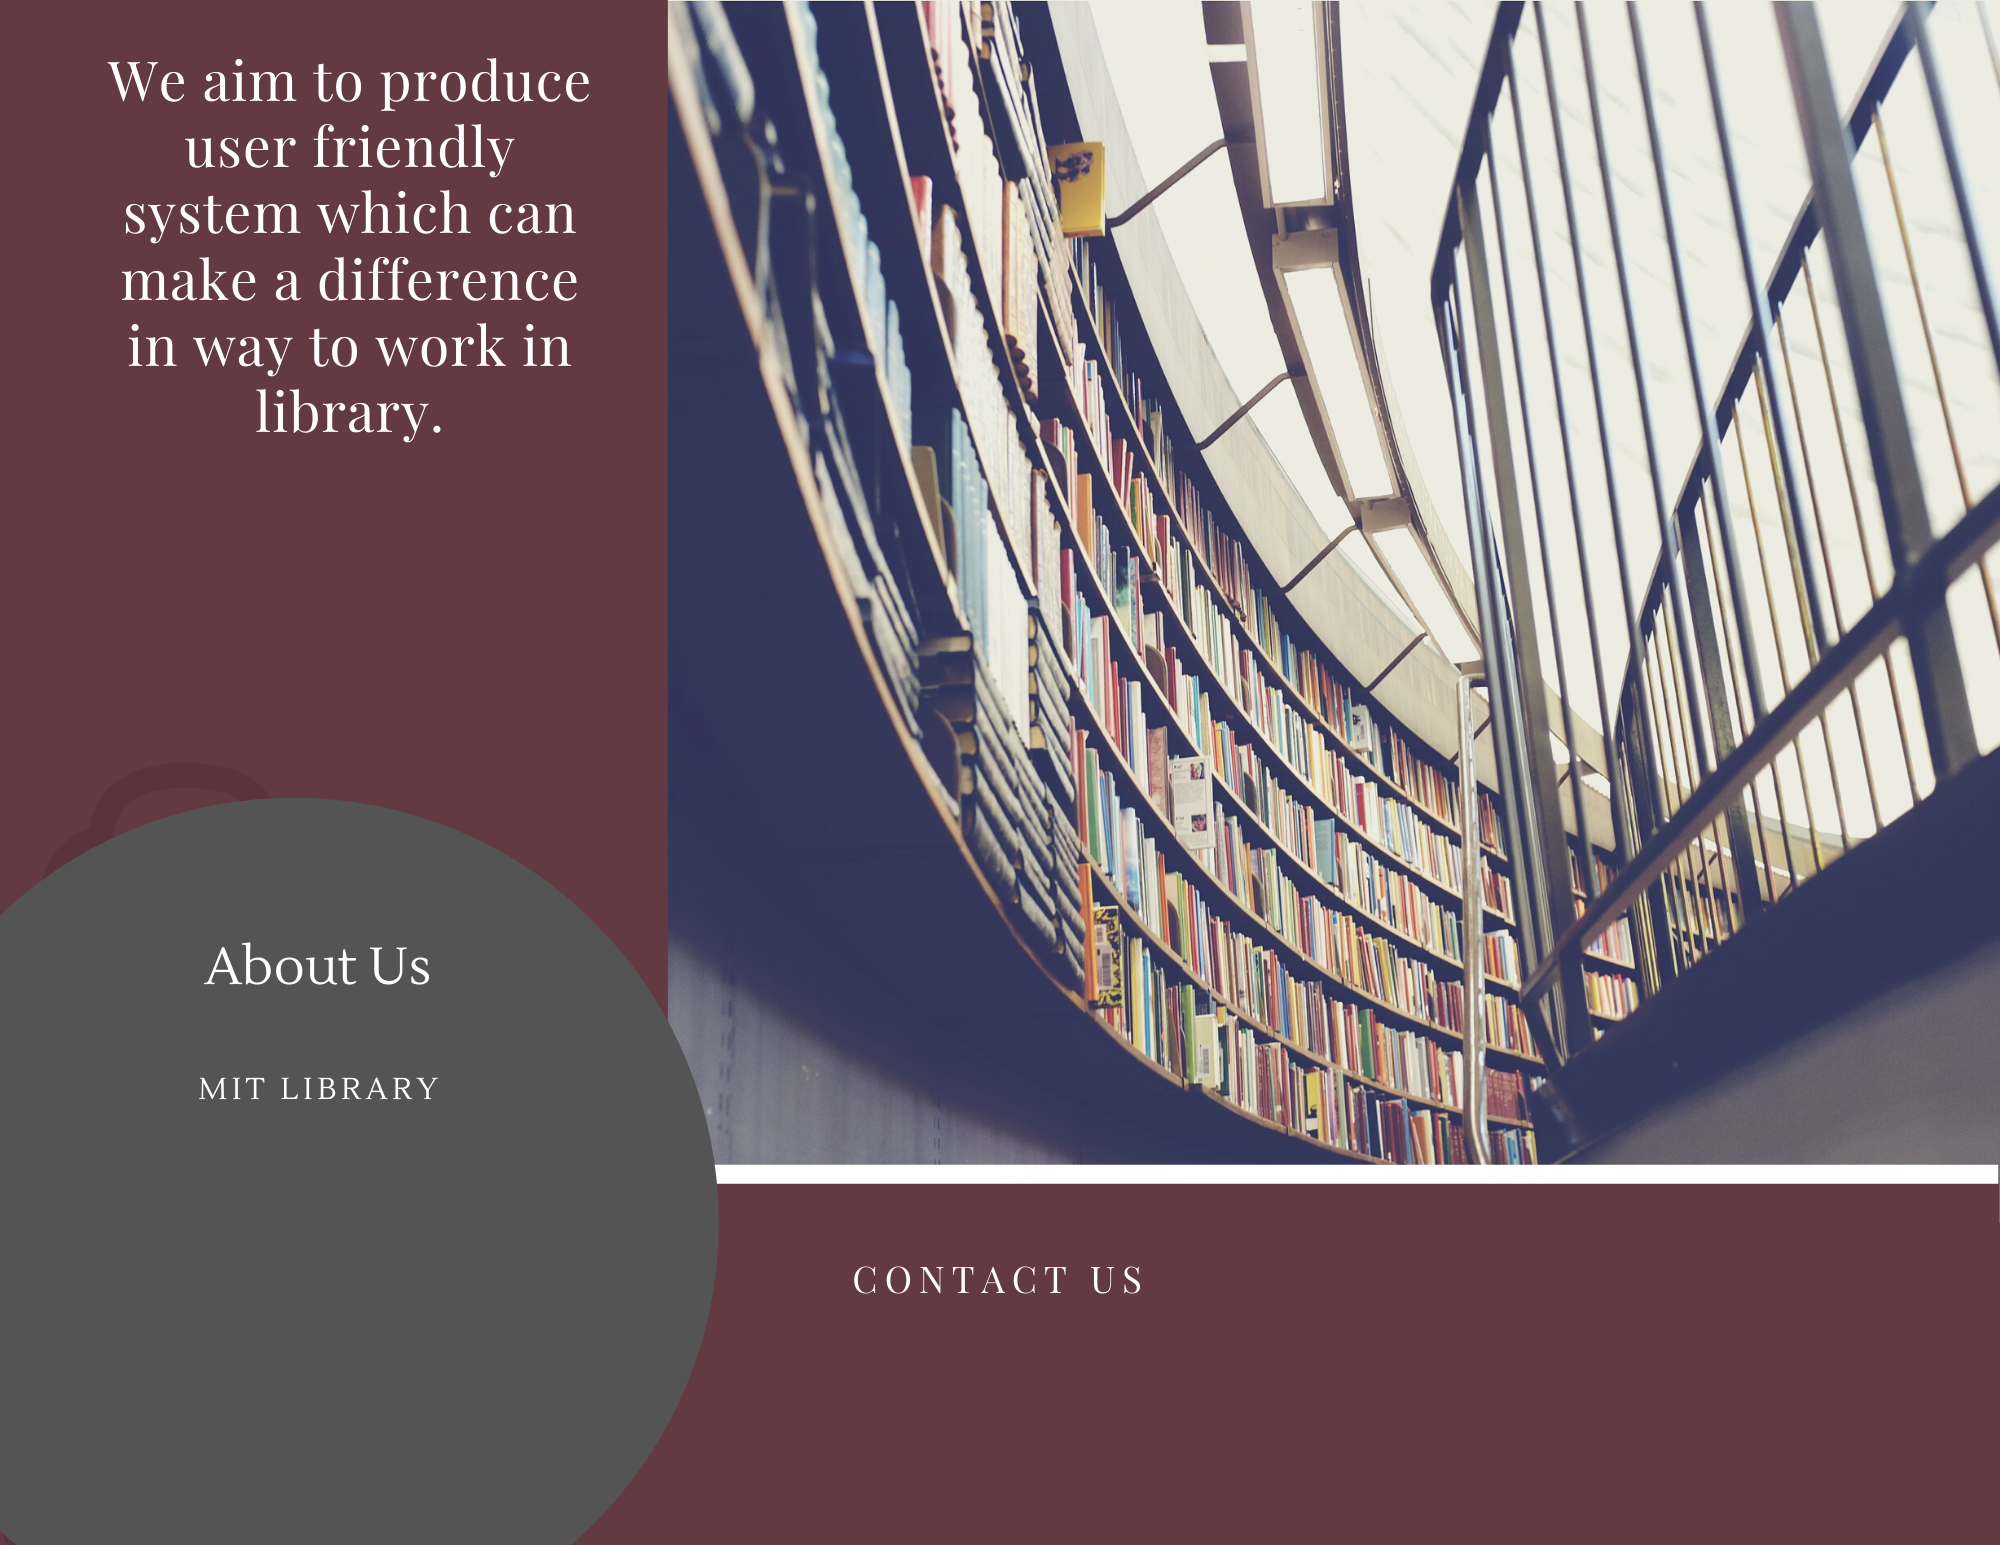 We aim to produce
user friendly
system which can
make a difference
in way to work in
library.
About Us
MIT LIBRARY
CONTACT US